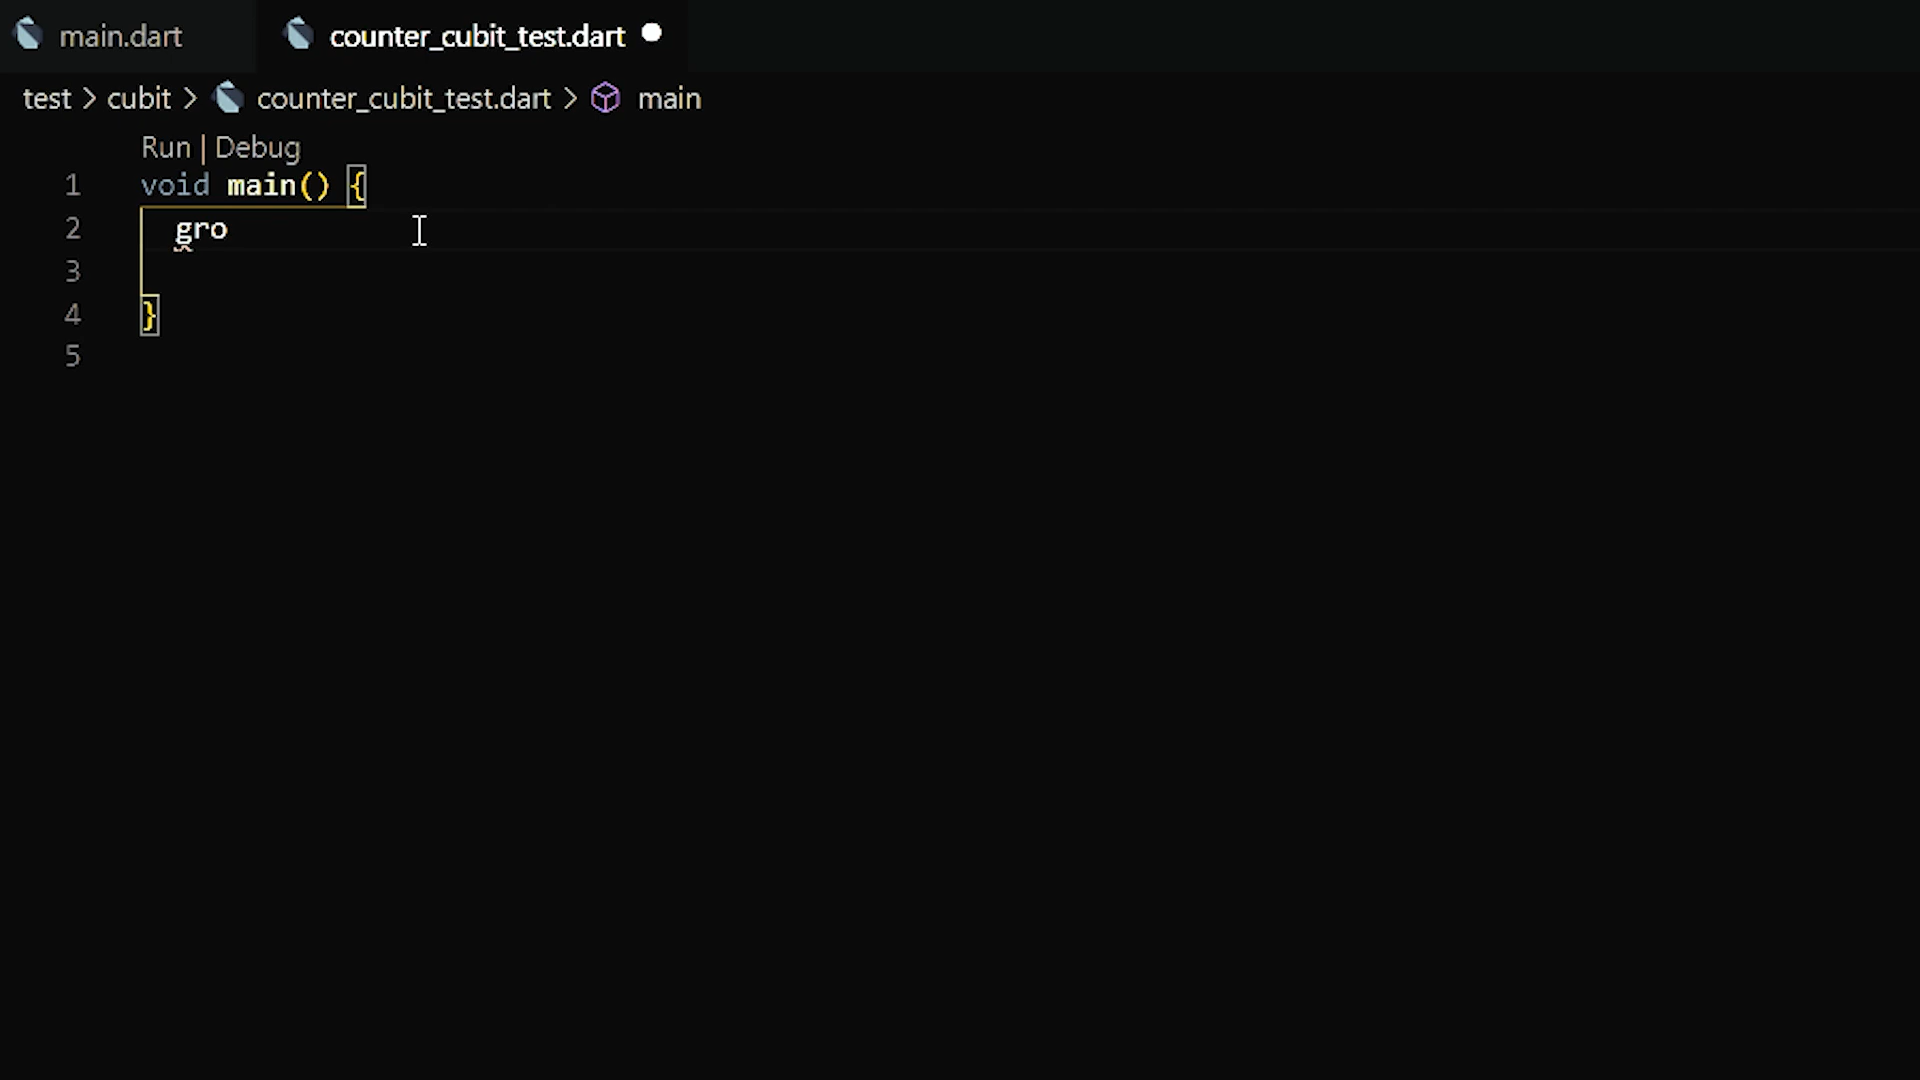 main.dart counter_cubit_test.dart
test > cubit > counter_cubit_test.dart > main
Run | Debug
1 void main() {
2 gro
3
4 }
5